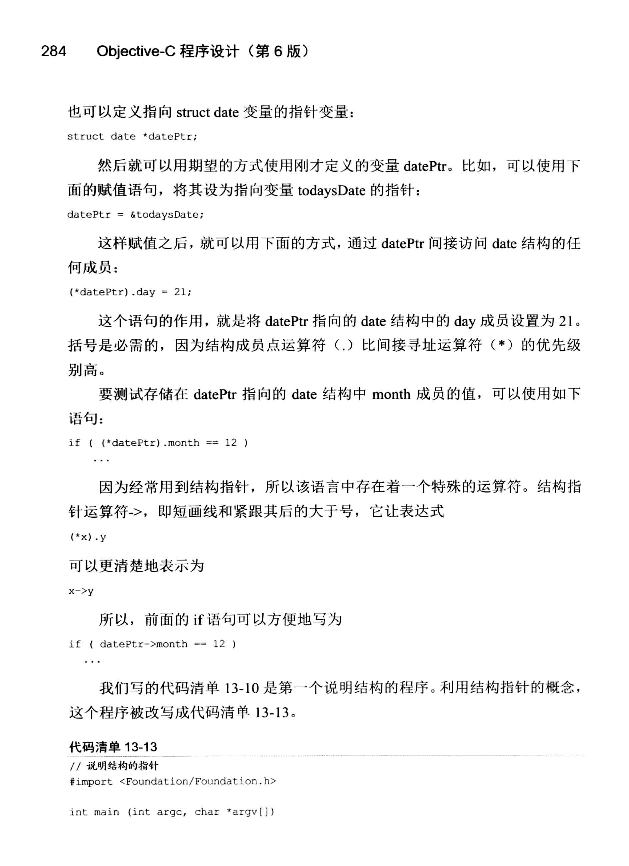 284 Objective-C 程序设计（第 6 版）
也可以定义指向 struct date 变量的指针变量：
struct date *datePtr;
然后就可以用期望的方式使用刚才定义的变量 datePtr。比如，可以使用下
面的赋值语句，将其设为指向变量 todaysDate 的指针：
datePtr = &todaysDate;
这样赋值之后，就可以用下面的方式，通过 datePtr 间接访问 date 结构的任
何成员：
(*datePtr).day = 21;
这个语句的作用，就是将 datePtr 指向的 date 结构中的 day 成员设置为 21。
括号是必需的，因为结构成员点运算符（.）比间接寻址运算符（*）的优先级
别高。
要测试存储在 datePtr 指向的 date 结构中 month 成员的值，可以使用如下
语句：
if ( (*datePtr).month == 12 )
...
因为经常用到结构指针，所以该语言中存在着一个特殊的运算符。结构指
针运算符->，即短画线和紧跟其后的大于号，它让表达式
(*x).y
可以更清楚地表示为
x->y
所以，前面的 if 语句可以方便地写为
if ( datePtr->month == 12 )
...
我们写的代码清单 13-10 是第一个说明结构的程序。利用结构指针的概念，
这个程序被改写成代码清单 13-13。
代码清单 13-13
// 说明结构的指针
#import <Foundation/Foundation.h>
int main (int argc, char *argv[])